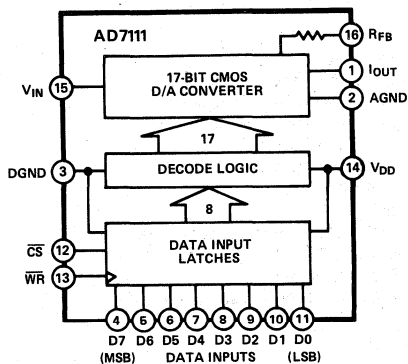 AD7111
16 RFB
VIN 15
17-BIT CMOS
D/A CONVERTER
1 IOUT
2 AGND
17
DGND 3
DECODE LOGIC
14 VDD
8
DATA INPUT
LATCHES
C̅S̅ 12
W̅R̅ 13
4 5 6 7 8 9 10 11
D7 D6 D5 D4 D3 D2 D1 D0
(MSB) DATA INPUTS (LSB)